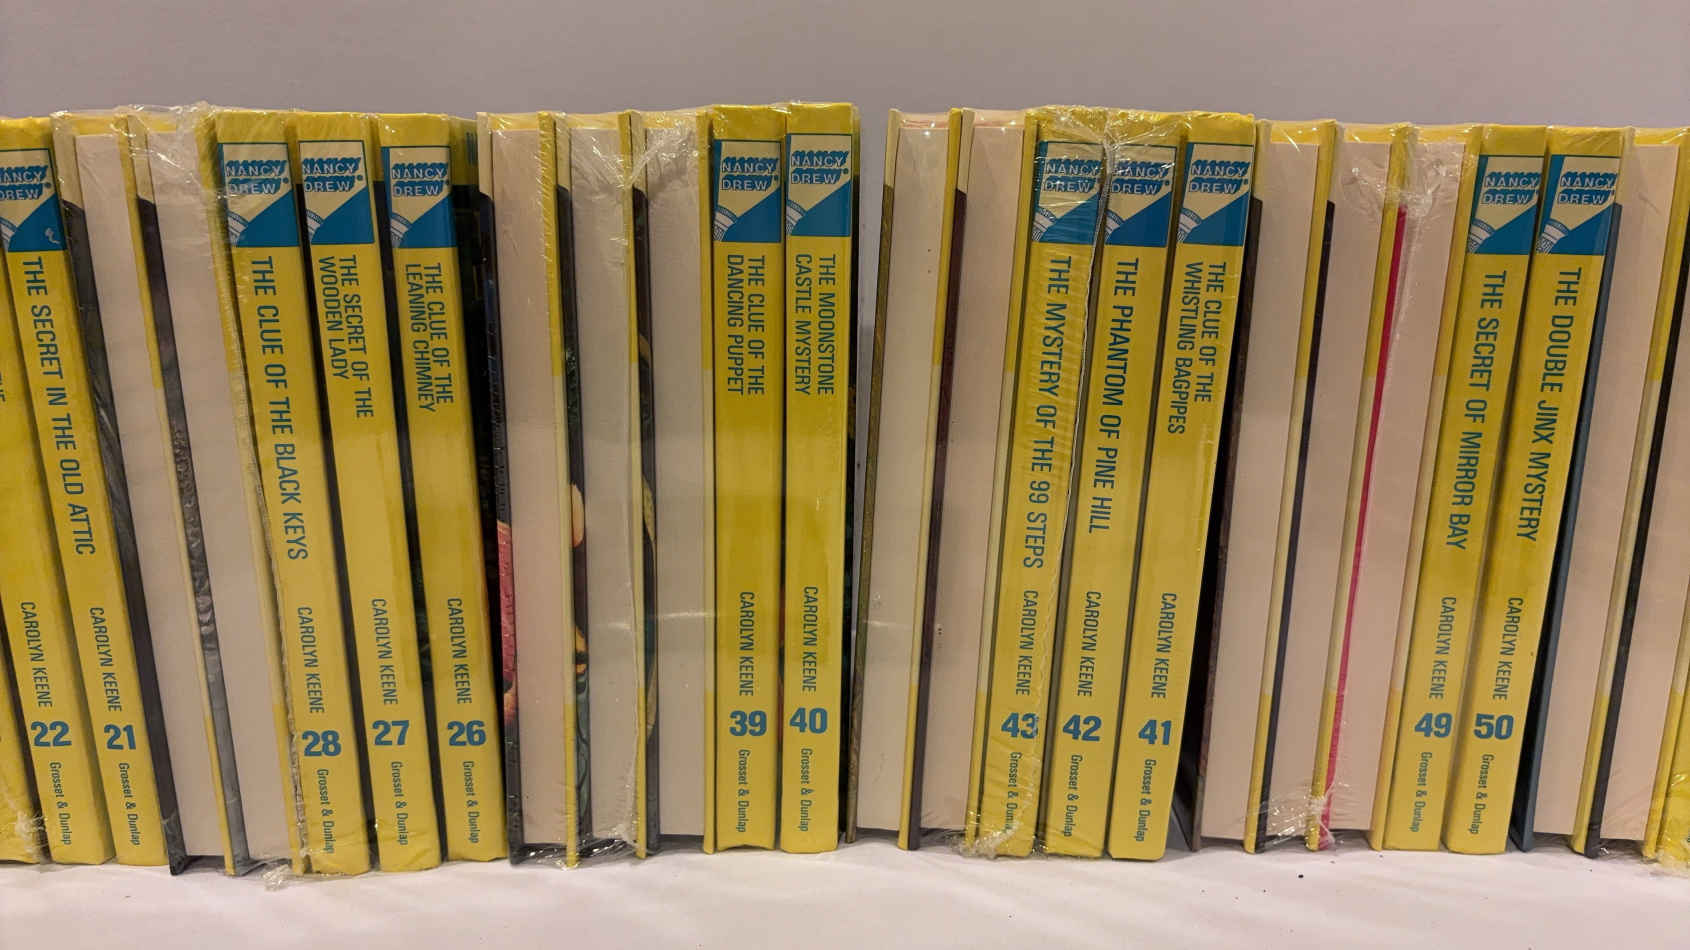 CAROLYN KEENE
22
Grosset & Dunlap
NANCY
DREW
THE SECRET IN THE OLD ATTIC
CAROLYN KEENE
21
Grosset & Dunlap
NANCY
DREW
THE CLUE OF THE BLACK KEYS
CAROLYN KEENE
28
Grosset & Dunlap
NANCY
DREW
THE SECRET OF THE
WOODEN LADY
CAROLYN KEENE
27
Grosset & Dunlap
NANCY
DREW
THE CLUE OF THE
LEANING CHIMNEY
CAROLYN KEENE
26
Grosset & Dunlap
NANCY
DREW
THE CLUE OF THE
DANCING PUPPET
CAROLYN KEENE
39
Grosset & Dunlap
NANCY
DREW
THE MOONSTONE
CASTLE MYSTERY
CAROLYN KEENE
40
Grosset & Dunlap
NANCY
DREW
THE MYSTERY OF THE 99 STEPS
CAROLYN KEENE
43
Grosset & Dunlap
NANCY
DREW
THE PHANTOM OF PINE HILL
CAROLYN KEENE
42
Grosset & Dunlap
NANCY
DREW
THE CLUE OF THE
WHISTLING BAGPIPES
CAROLYN KEENE
41
Grosset & Dunlap
NANCY
DREW
THE SECRET OF MIRROR BAY
CAROLYN KEENE
49
Grosset & Dunlap
NANCY
DREW
THE DOUBLE JINX MYSTERY
CAROLYN KEENE
50
Grosset & Dunlap